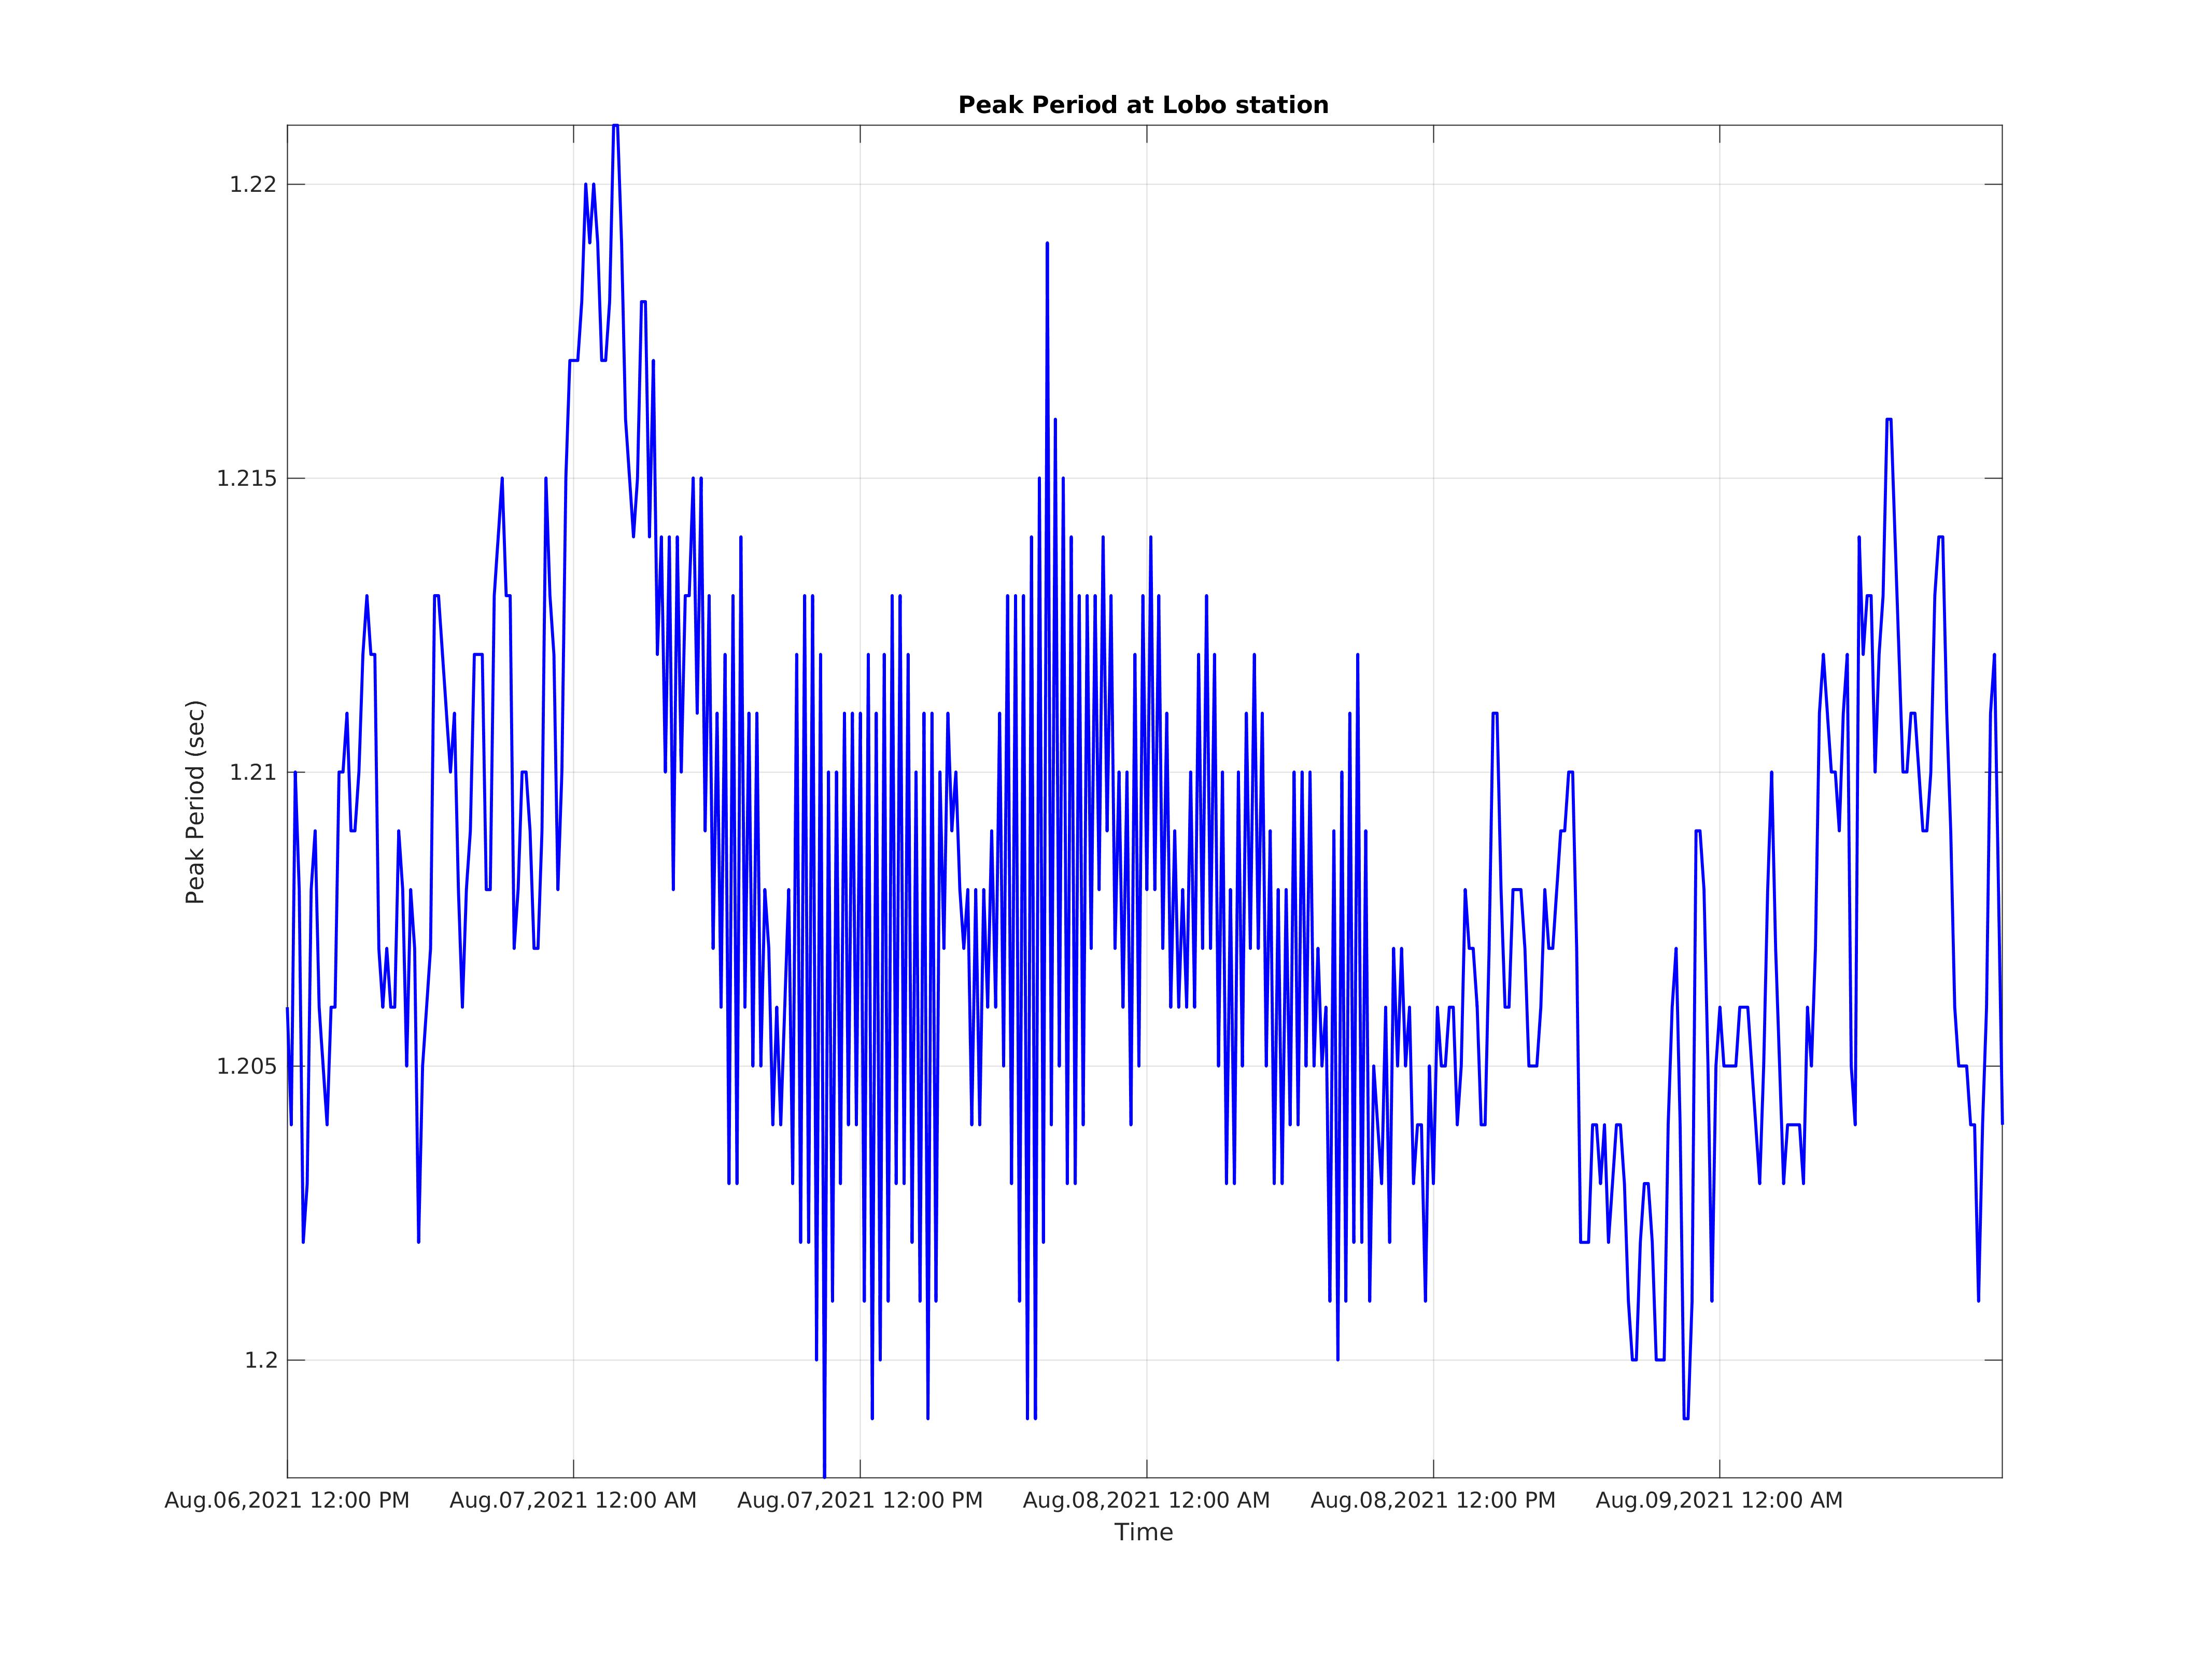 Peak Period at Lobo station
1.22
1.215
1.21
1.205
1.2
Peak Period (sec)
Aug.06,2021 12:00 PM Aug.07,2021 12:00 AM Aug.07,2021 12:00 PM Aug.08,2021 12:00 AM Aug.08,2021 12:00 PM Aug.09,2021 12:00 AM
Time